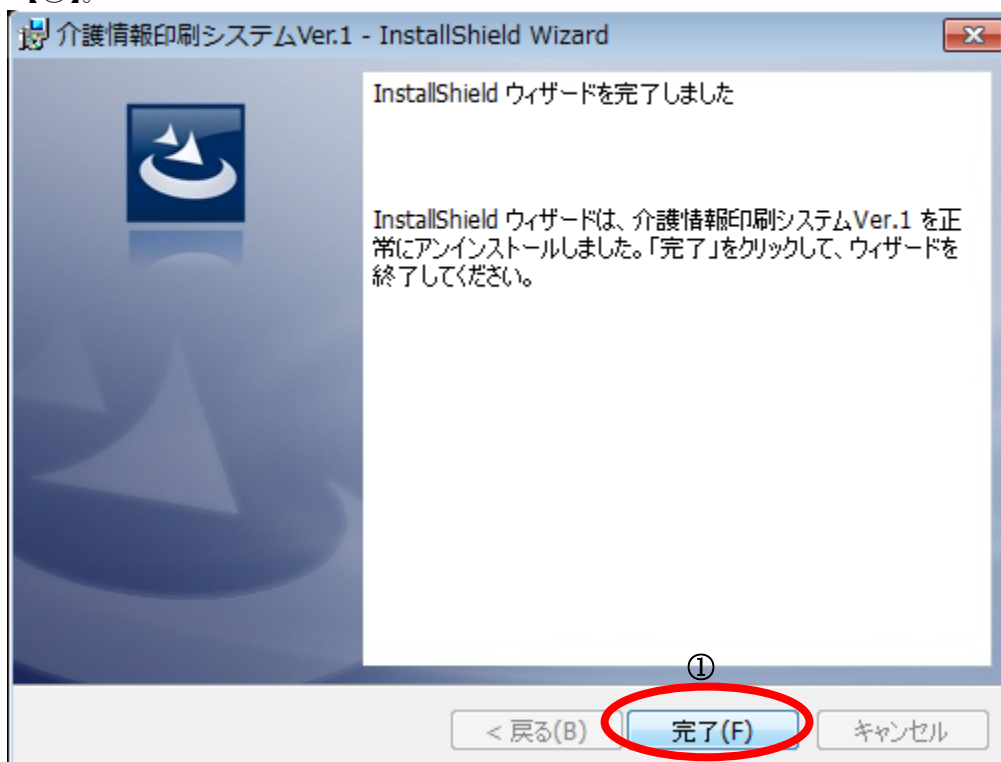 【①】。
介護情報印刷システムVer.1 - InstallShield Wizard
InstallShield ウィザードを完了しました
InstallShield ウィザードは、介護情報印刷システムVer.1 を正
常にアンインストールしました。「完了」をクリックして、ウィザードを
終了してください。
①
< 戻る(B)
完了(F)
キャンセル